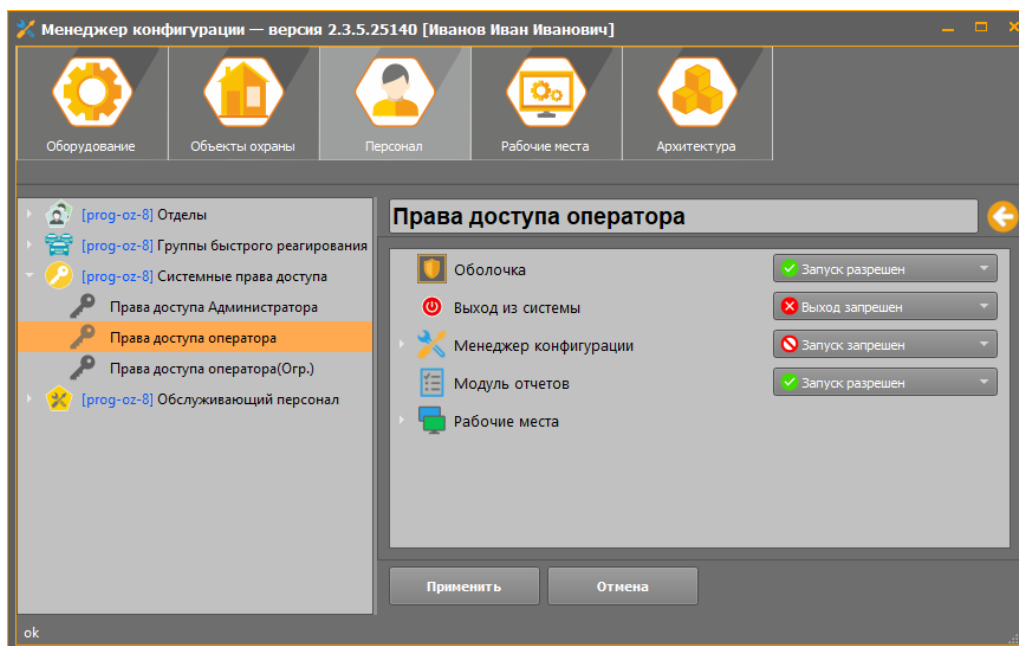 Менеджер конфигурации — версия 2.3.5.25140 [Иванов Иван Иванович]
Оборудование
Объекты охраны
Персонал
Рабочие места
Архитектура
[prog-oz-8] Отделы
[prog-oz-8] Группы быстрого реагирования
[prog-oz-8] Системные права доступа
Права доступа Администратора
Права доступа оператора
Права доступа оператора(Огр.)
[prog-oz-8] Обслуживающий персонал
Права доступа оператора
Оболочка
Запуск разрешен
Выход из системы
Выход запрешен
Менеджер конфигурации
Запуск запрешен
Модуль отчетов
Запуск разрешен
Рабочие места
Применить
Отмена
ok